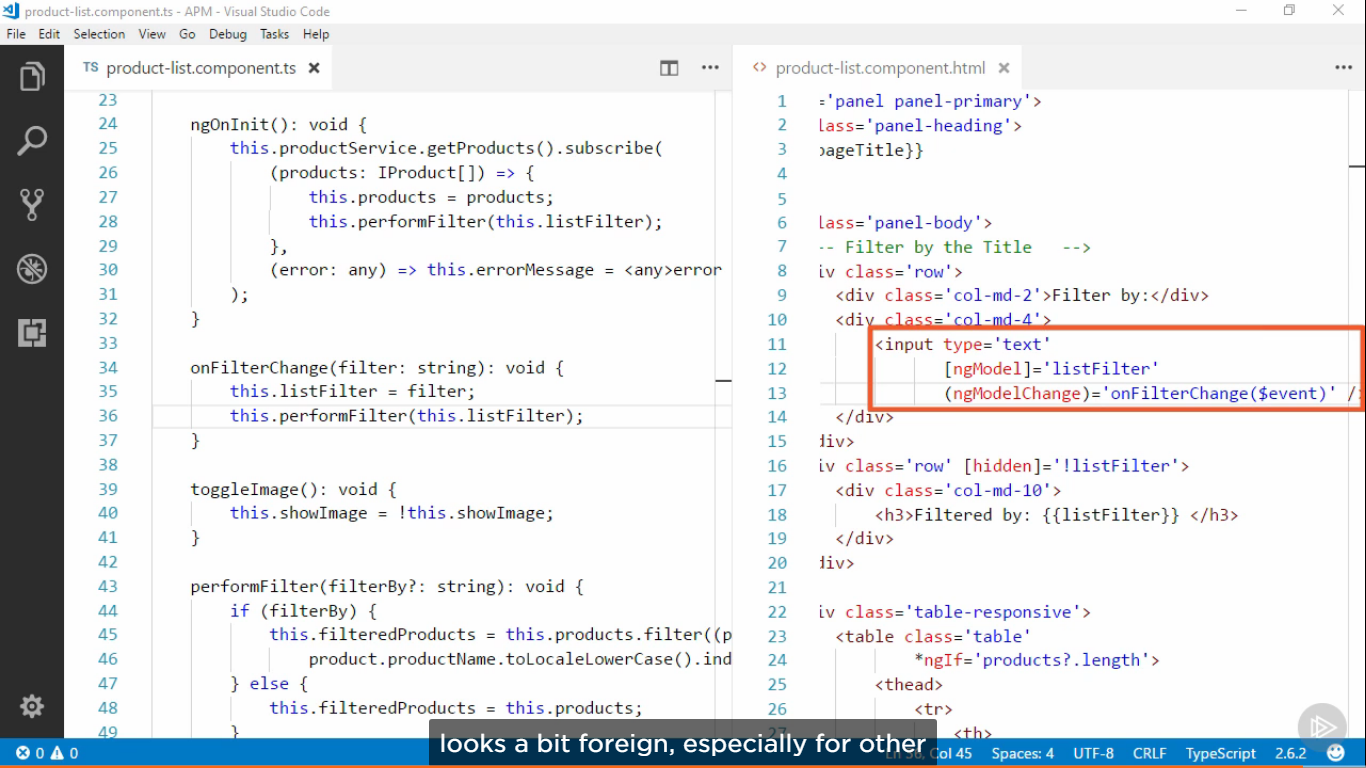 product-list.component.ts - APM - Visual Studio Code
File Edit Selection View Go Debug Tasks Help
TS product-list.component.ts
23
24 ngOnInit(): void {
25 this.productService.getProducts().subscribe(
26 (products: IProduct[]) => {
27 this.products = products;
28 this.performFilter(this.listFilter);
29 },
30 (error: any) => this.errorMessage = <any>error
31 );
32 }
33
34 onFilterChange(filter: string): void {
35 this.listFilter = filter;
36 this.performFilter(this.listFilter);
37 }
38
39 toggleImage(): void {
40 this.showImage = !this.showImage;
41 }
42
43 performFilter(filterBy?: string): void {
44 if (filterBy) {
45 this.filteredProducts = this.products.filter((p
46 product.productName.toLocaleLowerCase().ind
47 } else {
48 this.filteredProducts = this.products;
49 }
<> product-list.component.html
1 ='panel panel-primary'>
2 lass='panel-heading'>
3 pageTitle}}
4
5
6 lass='panel-body'>
7 -- Filter by the Title -->
8 iv class='row'>
9 <div class='col-md-2'>Filter by:</div>
10 <div class='col-md-4'>
11 <input type='text'
12 [ngModel]='listFilter'
13 (ngModelChange)='onFilterChange($event)' />
14 </div>
15 div>
16 iv class='row' [hidden]='!listFilter'>
17 <div class='col-md-10'>
18 <h3>Filtered by: {{listFilter}} </h3>
19 </div>
20 div>
21
22 iv class='table-responsive'>
23 <table class='table'
24 *ngIf='products?.length'>
25 <thead>
26 <tr>
27 <th>
looks a bit foreign, especially for other
0 0 Ln 36, Col 45 Spaces: 4 UTF-8 CRLF TypeScript 2.6.2